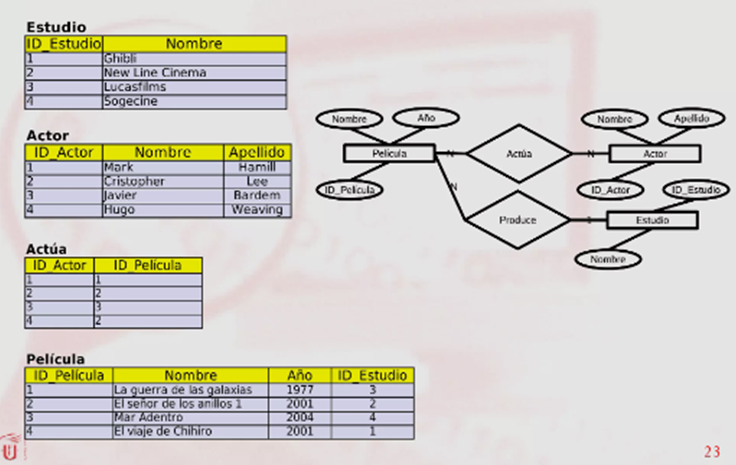 Estudio
ID_Estudio Nombre
1 Ghibli
2 New Line Cinema
3 Lucasfilms
4 Sogecine
Actor
ID_Actor Nombre Apellido
1 Mark Hamill
2 Cristopher Lee
3 Javier Bardem
4 Hugo Weaving
Actúa
ID_Actor ID_Película
1 1
2 2
3 3
4 2
Película
ID_Película Nombre Año ID_Estudio
1 La guerra de las galaxias 1977 3
2 El señor de los anillos 1 2001 2
3 Mar Adentro 2004 4
4 El viaje de Chihiro 2001 1
Nombre Año Nombre Apellido
Película N Actúa N Actor
ID_Película N ID_Actor ID_Estudio
Produce 1 Estudio
Nombre
23